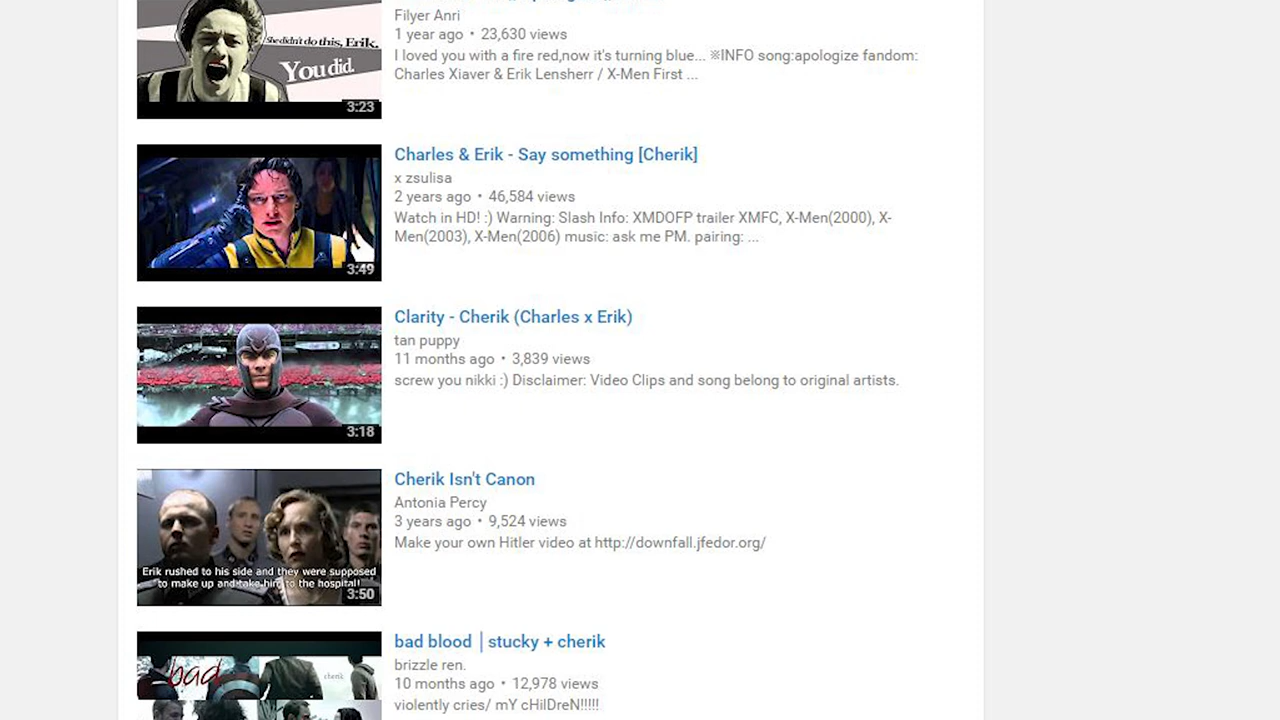 She didn't do this, Erik.
You did.
3:23
Filyer Anri
1 year ago • 23,630 views
I loved you with a fire red,now it's turning blue... ※INFO song:apologize fandom:
Charles Xiaver & Erik Lensherr / X-Men First ...
3:49
Charles & Erik - Say something [Cherik]
x zsulisa
2 years ago • 46,584 views
Watch in HD! :) Warning: Slash Info: XMDOFP trailer XMFC, X-Men(2000), X-
Men(2003), X-Men(2006) music: ask me PM. pairing: ...
3:18
Clarity - Cherik (Charles x Erik)
tan puppy
11 months ago • 3,839 views
screw you nikki :) Disclaimer: Video Clips and song belong to original artists.
Erik rushed to his side and they were supposed
to make up and take him to the hospital!
3:50
Cherik Isn't Canon
Antonia Percy
3 years ago • 9,524 views
Make your own Hitler video at http://downfall.jfedor.org/
bad
cherik
bad blood │stucky + cherik
brizzle ren.
10 months ago • 12,978 views
violently cries/ mY cHilDreN!!!!!